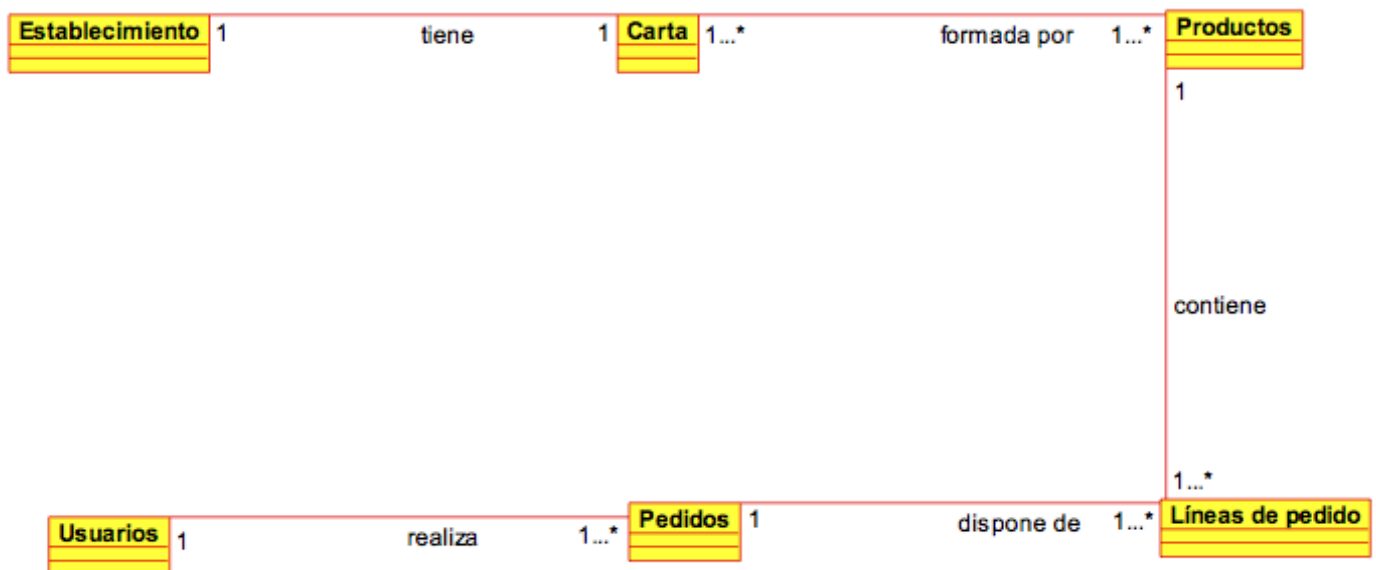 Establecimiento 1 tiene 1 Carta 1...* formada por 1...* Productos
1
contiene
1...*
Usuarios 1 realiza 1...* Pedidos 1 dispone de 1...* Líneas de pedido